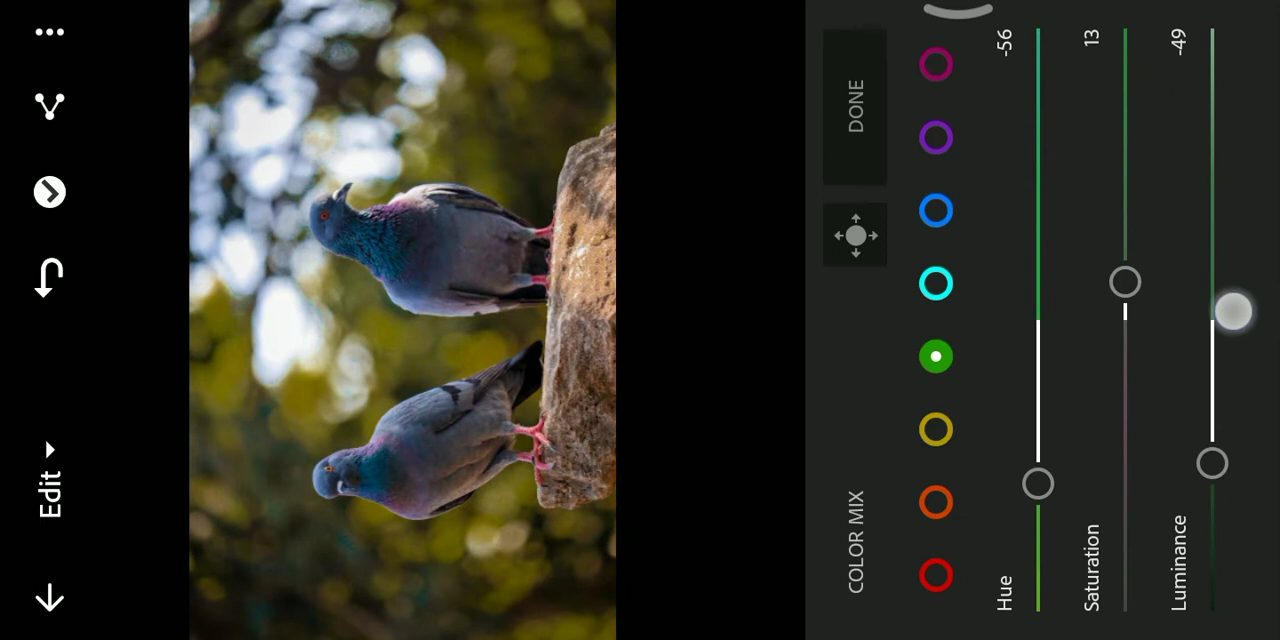 Edit
COLOR MIX
DONE
Hue
-56
Saturation
13
Luminance
-49